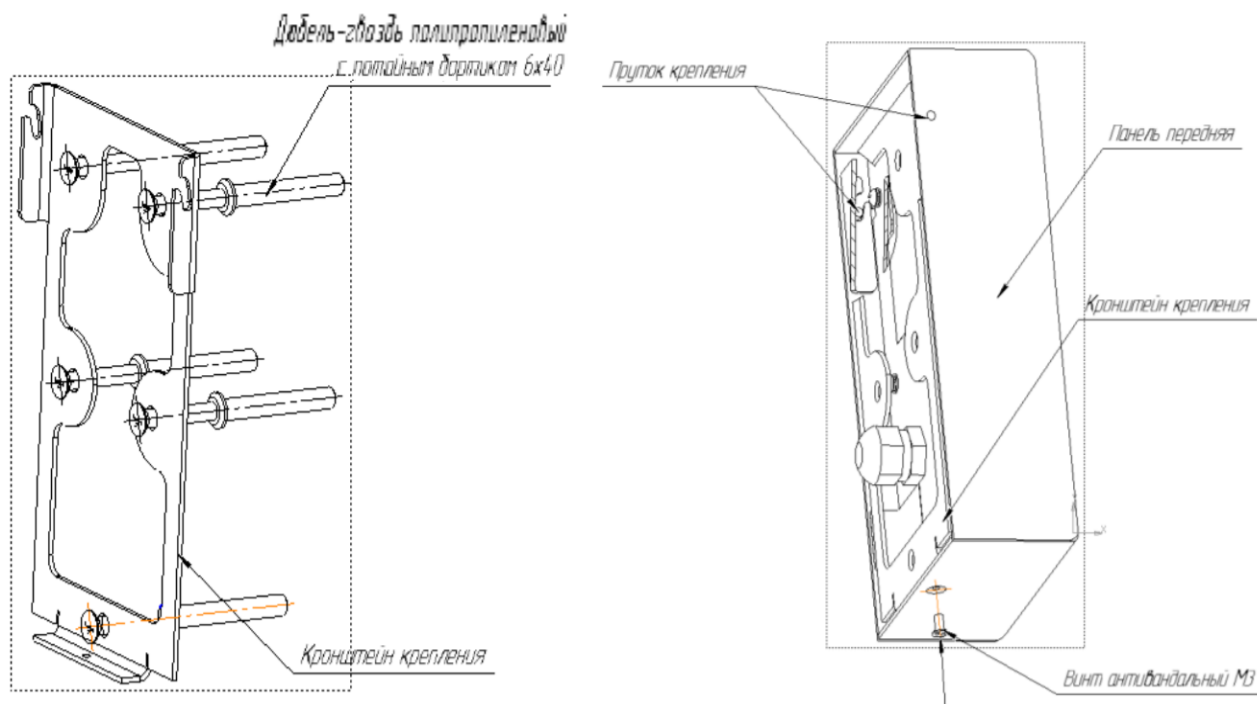 Дюбель-гвоздь полипропиленовый
с потайным бортиком 6х40
Кронштейн крепления
Пруток крепления
Панель передняя
Кронштейн крепления
x
Винт антивандальный М3